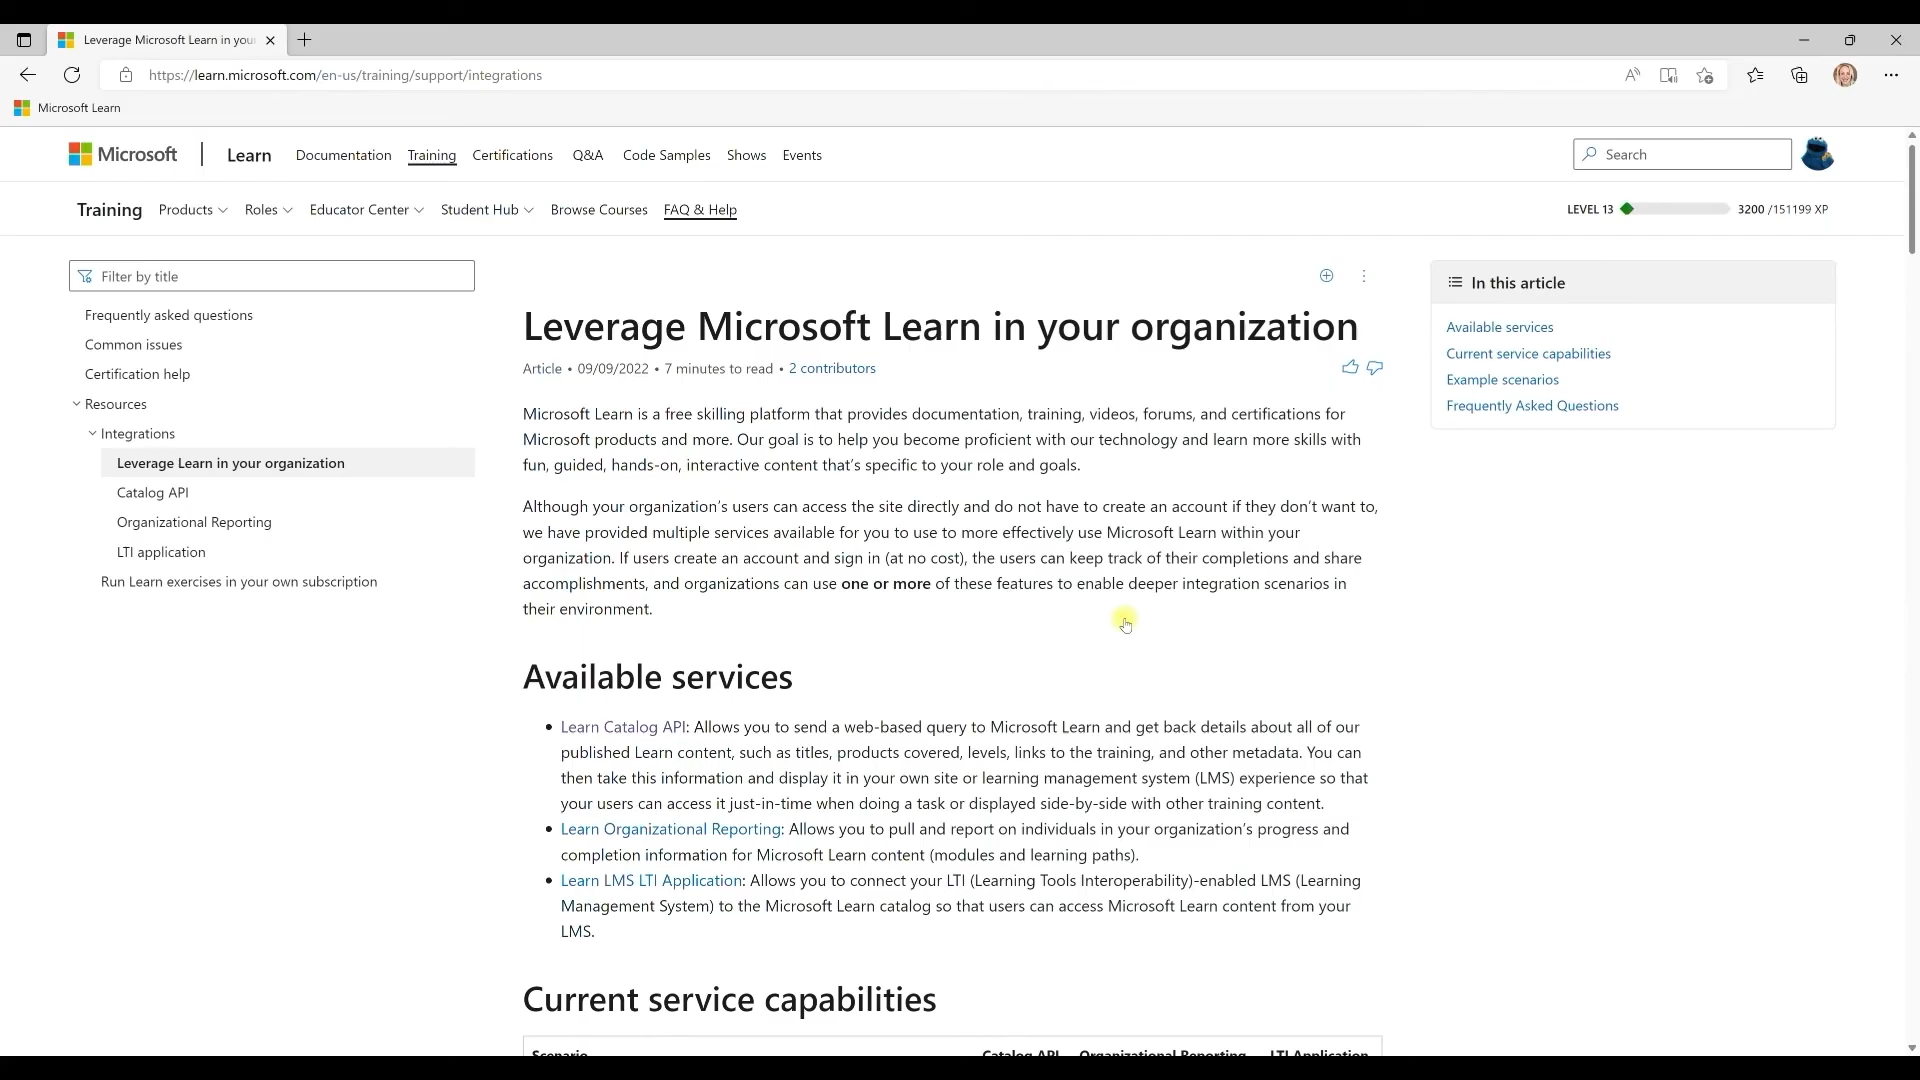 Leverage Microsoft Learn in you
https://learn.microsoft.com/en-us/training/support/integrations
Microsoft Learn
Microsoft
Learn Documentation Training Certifications Q&A Code Samples Shows Events
Search
Training Products Roles Educator Center Student Hub Browse Courses FAQ & Help
LEVEL 13 3200 /151199 XP
Filter by title
Frequently asked questions
Common issues
Certification help
Resources
Integrations
Leverage Learn in your organization
Catalog API
Organizational Reporting
LTI application
Run Learn exercises in your own subscription
Leverage Microsoft Learn in your organization
Article • 09/09/2022 • 7 minutes to read • 2 contributors
Microsoft Learn is a free skilling platform that provides documentation, training, videos, forums, and certifications for
Microsoft products and more. Our goal is to help you become proficient with our technology and learn more skills with
fun, guided, hands-on, interactive content that's specific to your role and goals.
Although your organization's users can access the site directly and do not have to create an account if they don't want to,
we have provided multiple services available for you to use to more effectively use Microsoft Learn within your
organization. If users create an account and sign in (at no cost), the users can keep track of their completions and share
accomplishments, and organizations can use one or more of these features to enable deeper integration scenarios in
their environment.
Available services
• Learn Catalog API: Allows you to send a web-based query to Microsoft Learn and get back details about all of our
published Learn content, such as titles, products covered, levels, links to the training, and other metadata. You can
then take this information and display it in your own site or learning management system (LMS) experience so that
your users can access it just-in-time when doing a task or displayed side-by-side with other training content.
• Learn Organizational Reporting: Allows you to pull and report on individuals in your organization's progress and
completion information for Microsoft Learn content (modules and learning paths).
• Learn LMS LTI Application: Allows you to connect your LTI (Learning Tools Interoperability)-enabled LMS (Learning
Management System) to the Microsoft Learn catalog so that users can access Microsoft Learn content from your
LMS.
Current service capabilities
Scenario Catalog API Organizational Reporting LTI Application
In this article
Available services
Current service capabilities
Example scenarios
Frequently Asked Questions